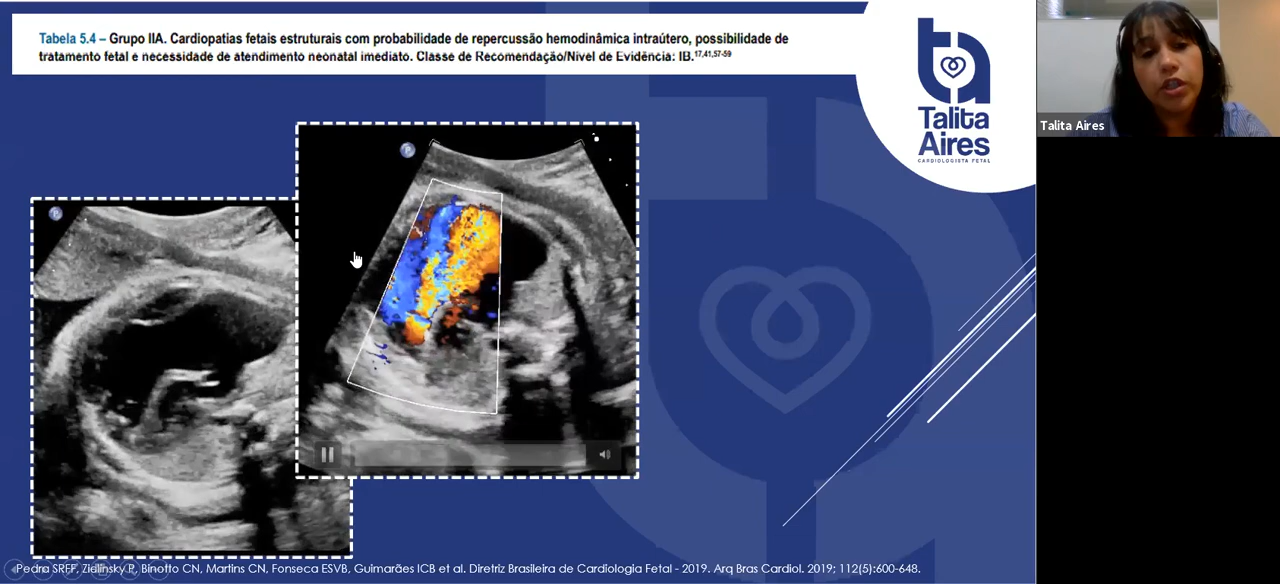 Tabela 5.4 – Grupo IIA. Cardiopatias fetais estruturais com probabilidade de repercussão hemodinâmica intraútero, possibilidade de
tratamento fetal e necessidade de atendimento neonatal imediato. Classe de Recomendação/Nível de Evidência: IB.17,41,57-59
ta
Talita
Aires
CARDIOLOGISTA FETAL
Talita Aires
P
P
Pedra SRFF, Zielinsky P, Binotto CN, Martins CN, Fonseca ESVB, Guimarães ICB et al. Diretriz Brasileira de Cardiologia Fetal - 2019. Arq Bras Cardiol. 2019; 112(5):600-648.